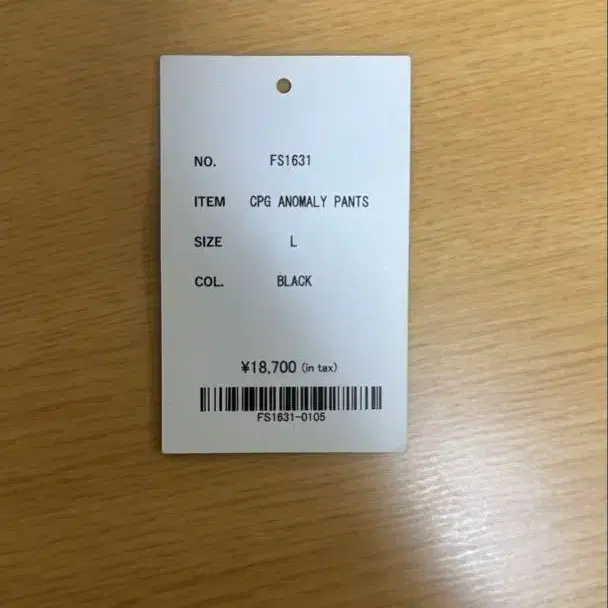 NO. FS1631
ITEM CPG ANOMALY PANTS
SIZE L
COL. BLACK
¥18,700 (in tax)
FS1631-0105